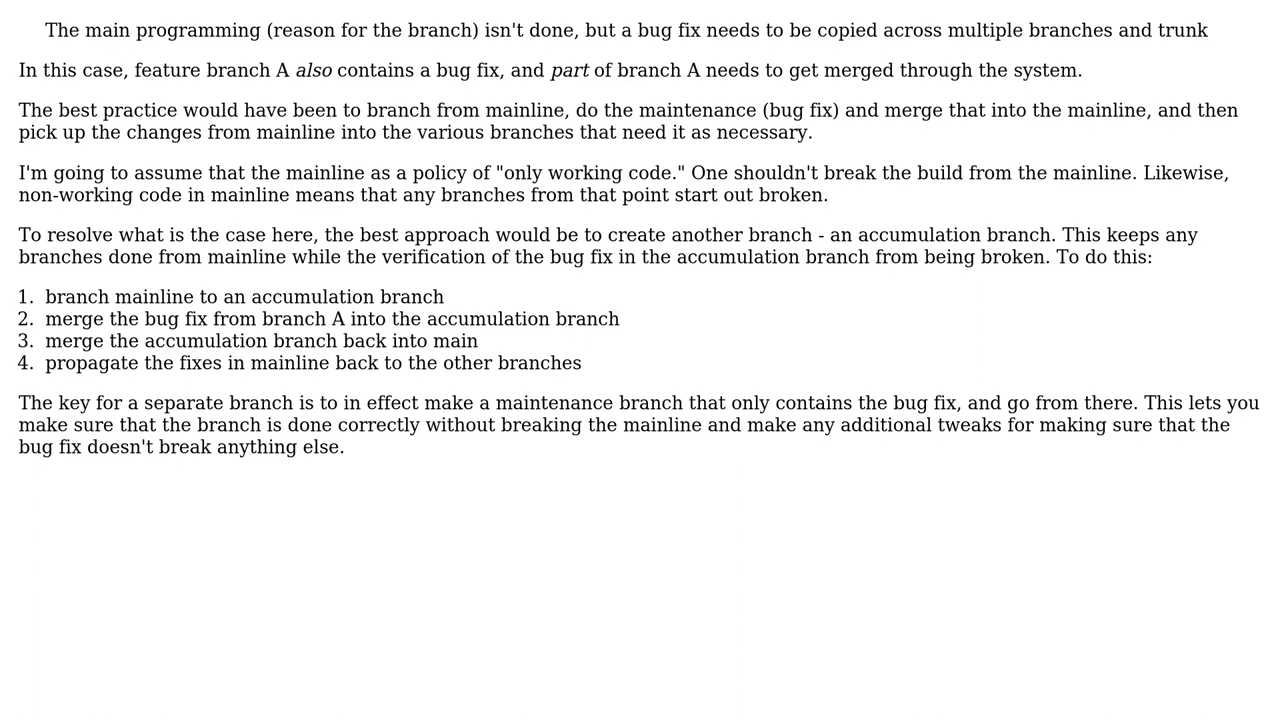 The main programming (reason for the branch) isn't done, but a bug fix needs to be copied across multiple branches and trunk
In this case, feature branch A also contains a bug fix, and part of branch A needs to get merged through the system.
The best practice would have been to branch from mainline, do the maintenance (bug fix) and merge that into the mainline, and then
pick up the changes from mainline into the various branches that need it as necessary.
I'm going to assume that the mainline as a policy of "only working code." One shouldn't break the build from the mainline. Likewise,
non-working code in mainline means that any branches from that point start out broken.
To resolve what is the case here, the best approach would be to create another branch - an accumulation branch. This keeps any
branches done from mainline while the verification of the bug fix in the accumulation branch from being broken. To do this:
1. branch mainline to an accumulation branch
2. merge the bug fix from branch A into the accumulation branch
3. merge the accumulation branch back into main
4. propagate the fixes in mainline back to the other branches
The key for a separate branch is to in effect make a maintenance branch that only contains the bug fix, and go from there. This lets you
make sure that the branch is done correctly without breaking the mainline and make any additional tweaks for making sure that the
bug fix doesn't break anything else.